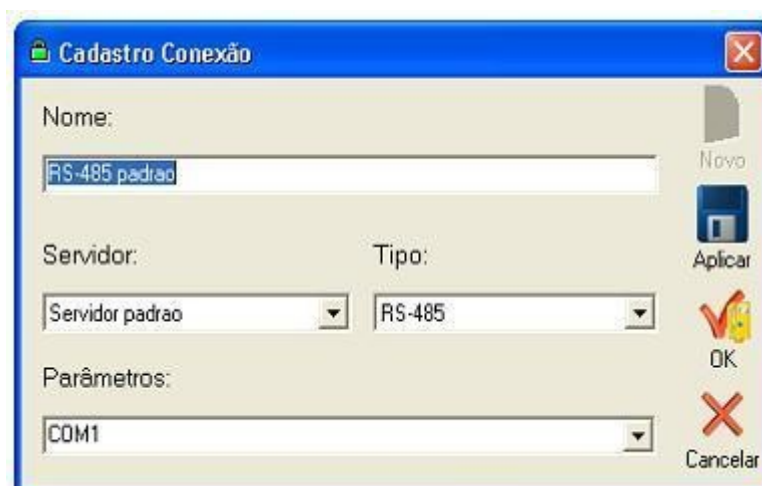 Cadastro Conexão
Nome:
RS-485 padrao
Novo
Servidor:
Tipo:
Aplicar
Servidor padrao
RS-485
OK
Parâmetros:
COM1
Cancelar